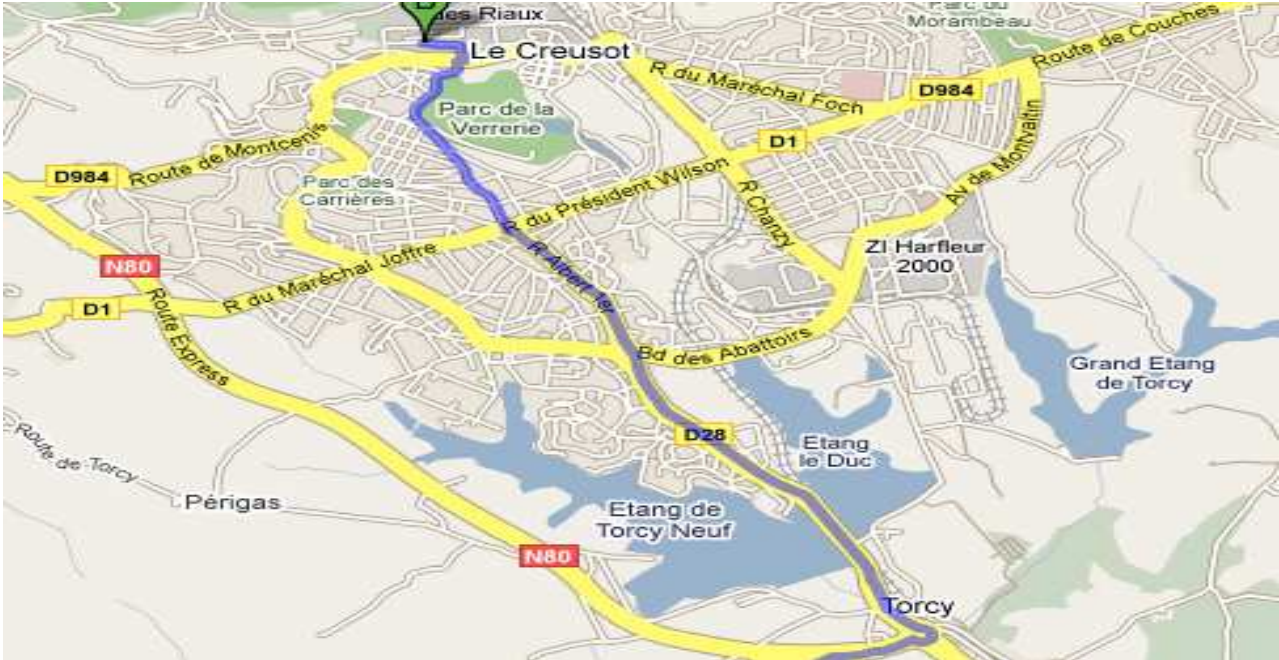 des Riaux
Parc du
Morambeau
Route de Couches
Le Creusot
R du Maréchal Foch
D984
Parc de la
Verrerie
D1
Av de Montvaltin
Route de Montcenis
D984
Parc des
Carrières
R du Président Wilson
R Chanzy
ZI Harfleur
2000
R du Maréchal Joffre
R. Albert 1er
N80
D1
Route Express
Bd des Abattoirs
Grand Etang
de Torcy
D28
Etang
le Duc
Route de Torcy
Périgas
Etang de
Torcy Neuf
N80
Torcy